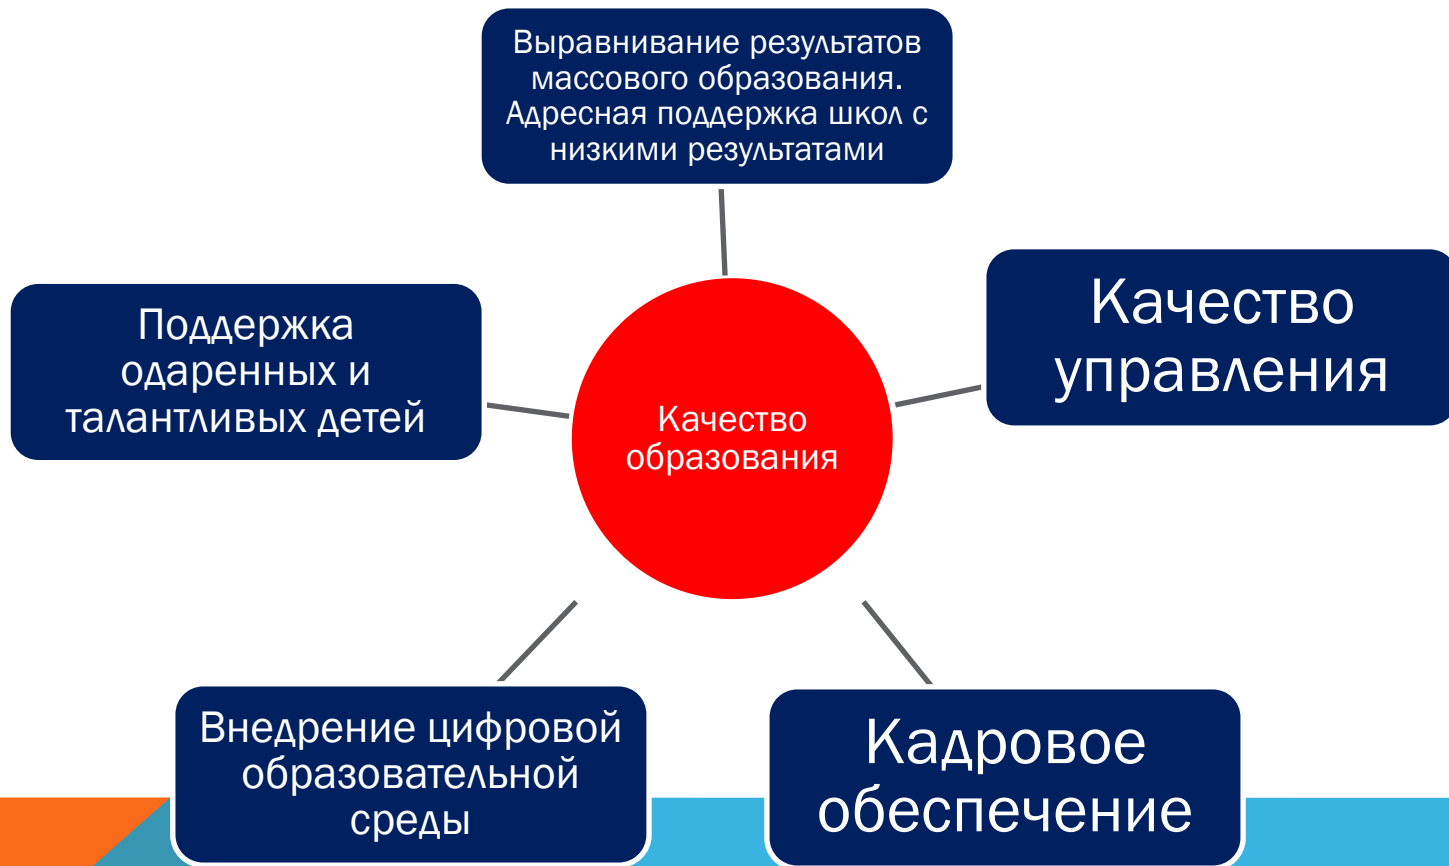 Выравнивание результатов
массового образования.
Адресная поддержка школ с
низкими результатами
Качество
управления
Поддержка
одаренных и
талантливых детей
Качество
образования
Внедрение цифровой
образовательной
среды
Кадровое
обеспечение